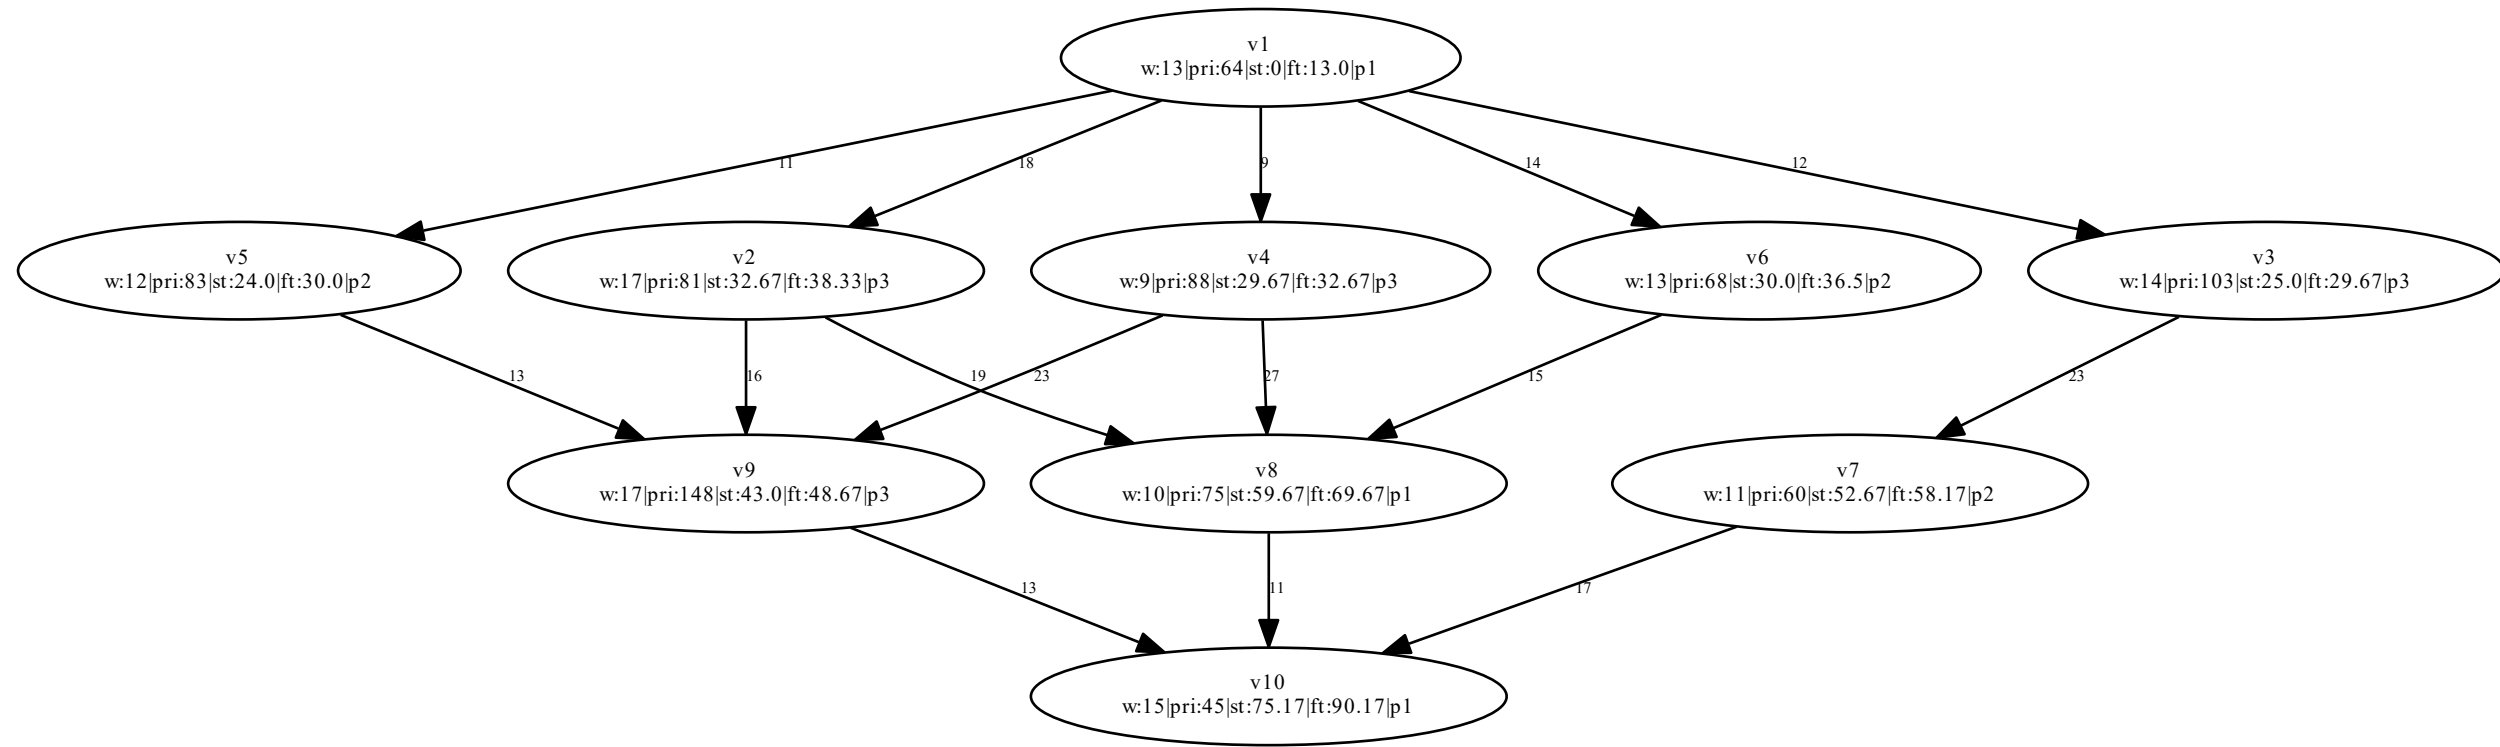 v1
w:13|pri:64|st:0|ft:13.0|p1
11
18
9
14
12
v5
w:12|pri:83|st:24.0|ft:30.0|p2
v2
w:17|pri:81|st:32.67|ft:38.33|p3
v4
w:9|pri:88|st:29.67|ft:32.67|p3
v6
w:13|pri:68|st:30.0|ft:36.5|p2
v3
w:14|pri:103|st:25.0|ft:29.67|p3
13
16
19
23
27
15
23
v9
w:17|pri:148|st:43.0|ft:48.67|p3
v8
w:10|pri:75|st:59.67|ft:69.67|p1
v7
w:11|pri:60|st:52.67|ft:58.17|p2
13
11
17
v10
w:15|pri:45|st:75.17|ft:90.17|p1